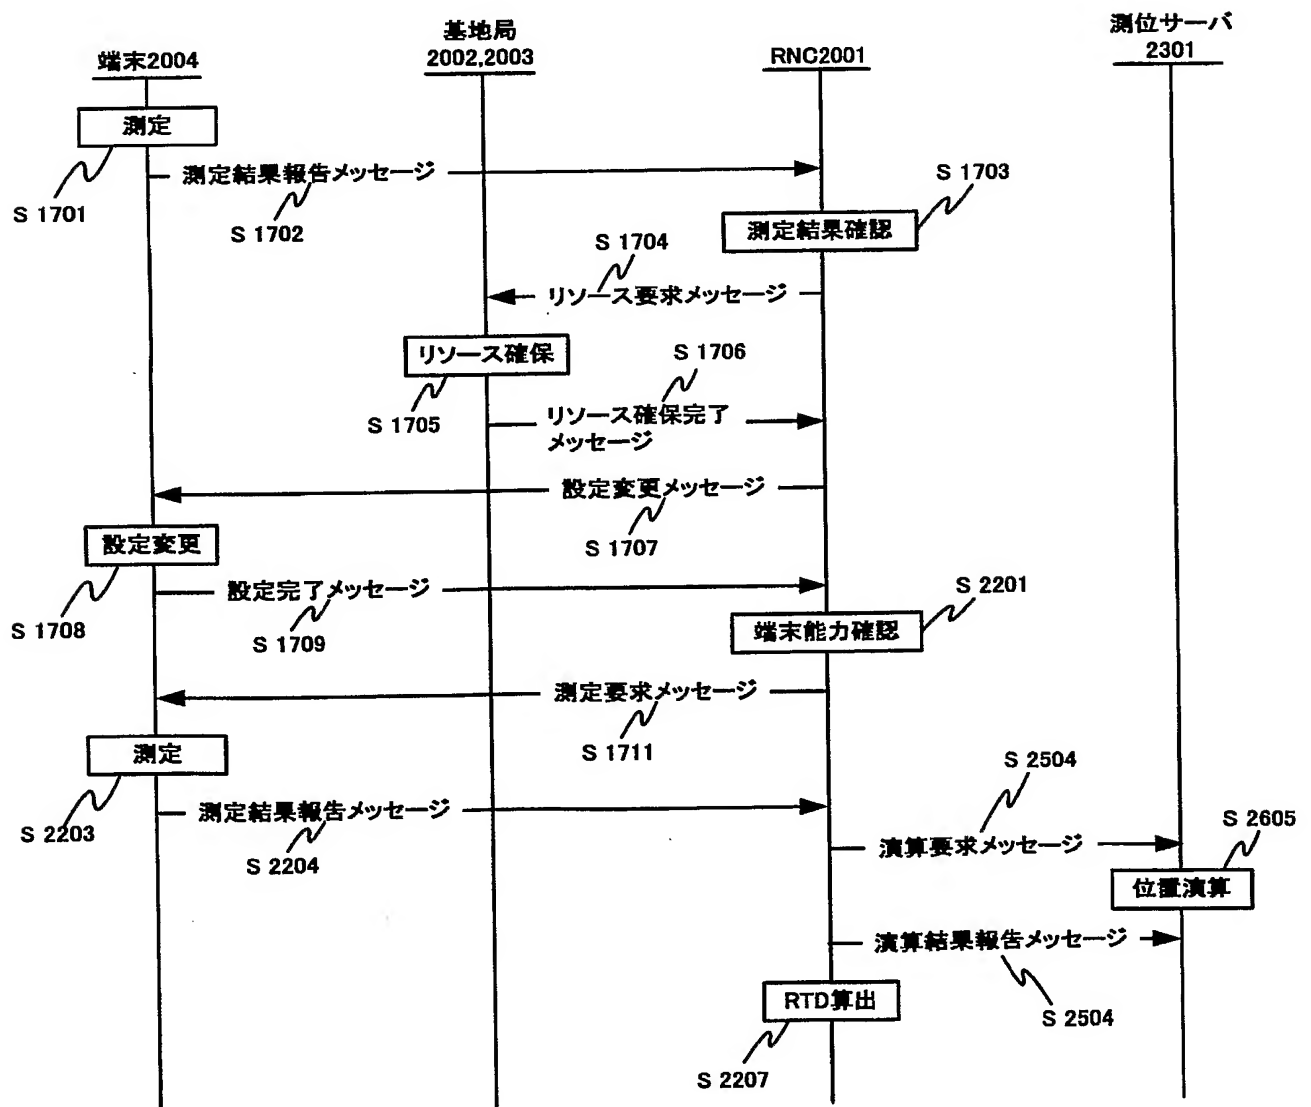 端末2004
基地局
2002,2003
RNC2001
測位サーバ
2301
測定
S 1701
測定結果報告メッセージ
S 1702
S 1703
測定結果確認
S 1704
リソース要求メッセージ
リソース確保
S 1705
S 1706
リソース確保完了
メッセージ
設定変更メッセージ
S 1707
設定変更
S 1708
設定完了メッセージ
S 1709
S 2201
端末能力確認
測定要求メッセージ
S 1711
測定
S 2203
測定結果報告メッセージ
S 2204
S 2504
演算要求メッセージ
S 2605
位置演算
演算結果報告メッセージ
S 2504
RTD算出
S 2207